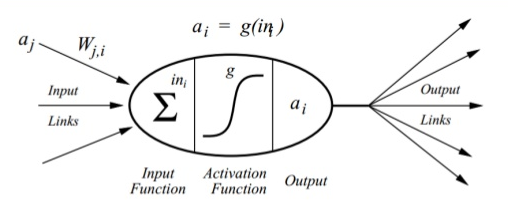 a_i = g(in_i)
a_j W_{j,i}
Input
Links
Σ in_i
g
a_i
Output
Links
Input
Function
Activation
Function
Output